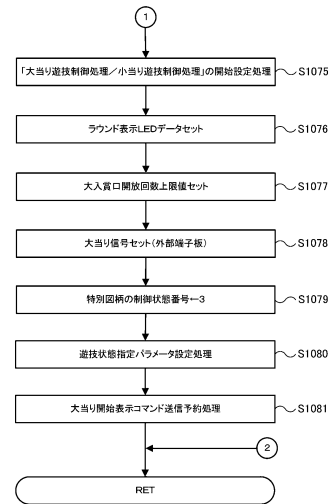 1
「大当り遊技制御処理／小当り遊技制御処理」の開始設定処理 S1075
ラウンド表示LEDデータセット S1076
大入賞口開放回数上限値セット S1077
大当り信号セット(外部端子板) S1078
特別図柄の制御状態番号←3 S1079
遊技状態指定パラメータ設定処理 S1080
大当り開始表示コマンド送信予約処理 S1081
2
RET